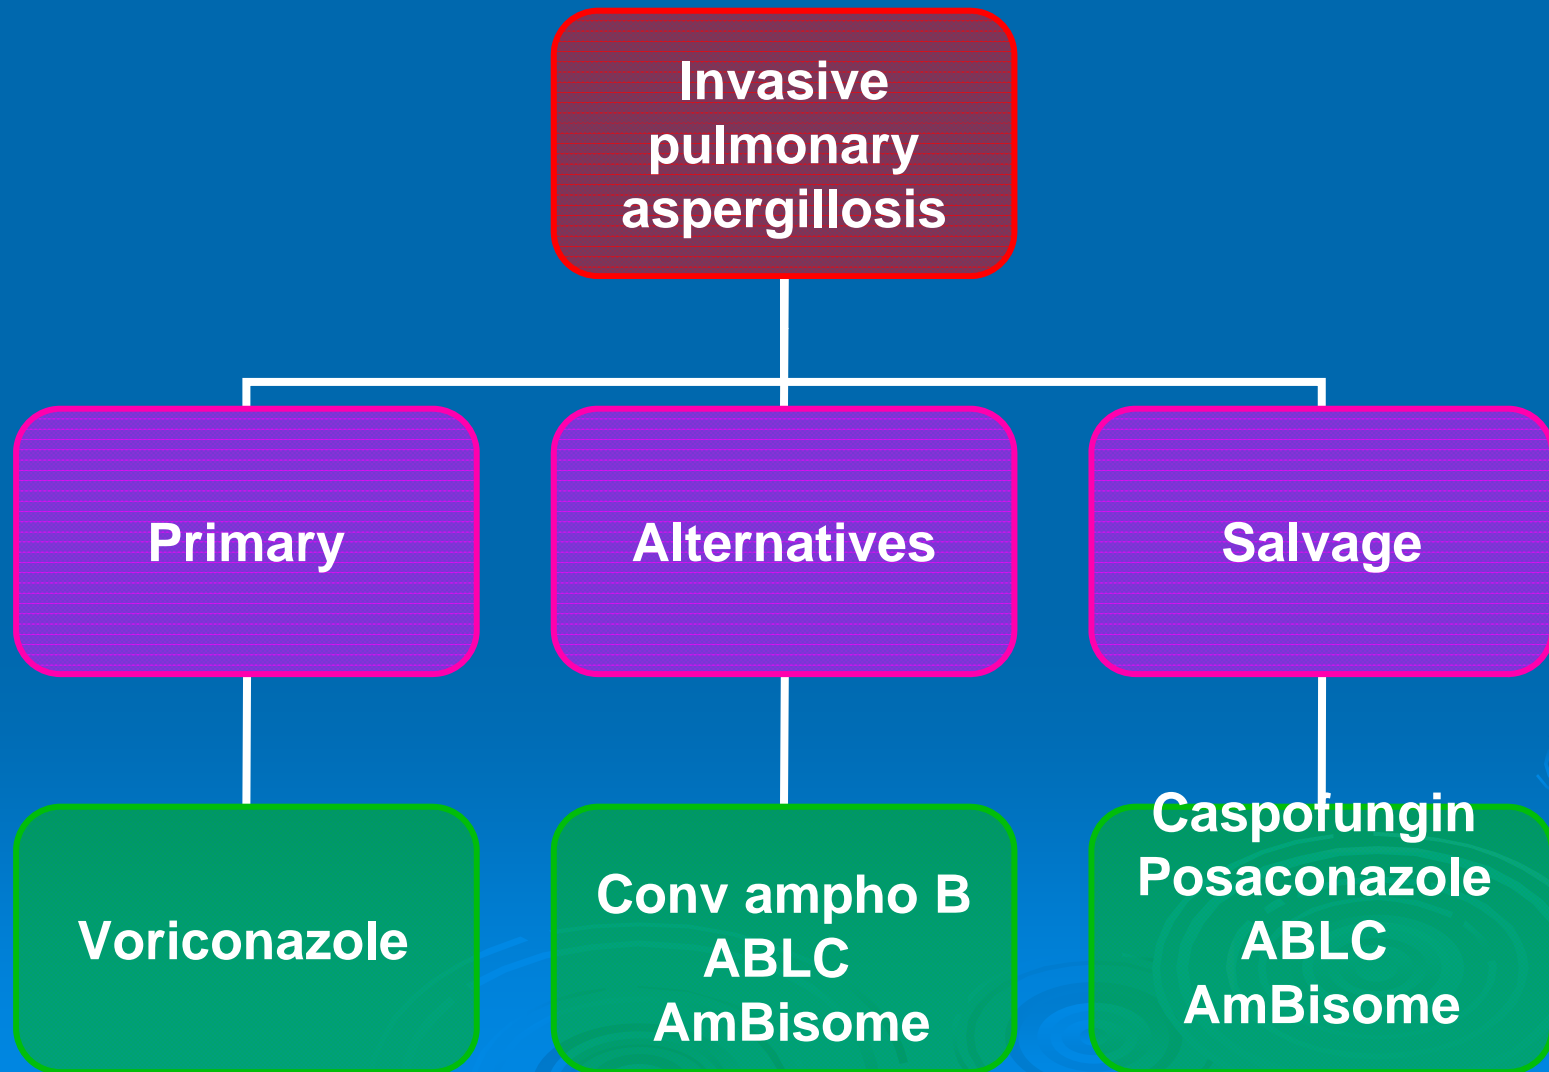 Invasive
pulmonary
aspergillosis
Primary
Alternatives
Salvage
Voriconazole
Conv ampho B
ABLC
AmBisome
Caspofungin
Posaconazole
ABLC
AmBisome